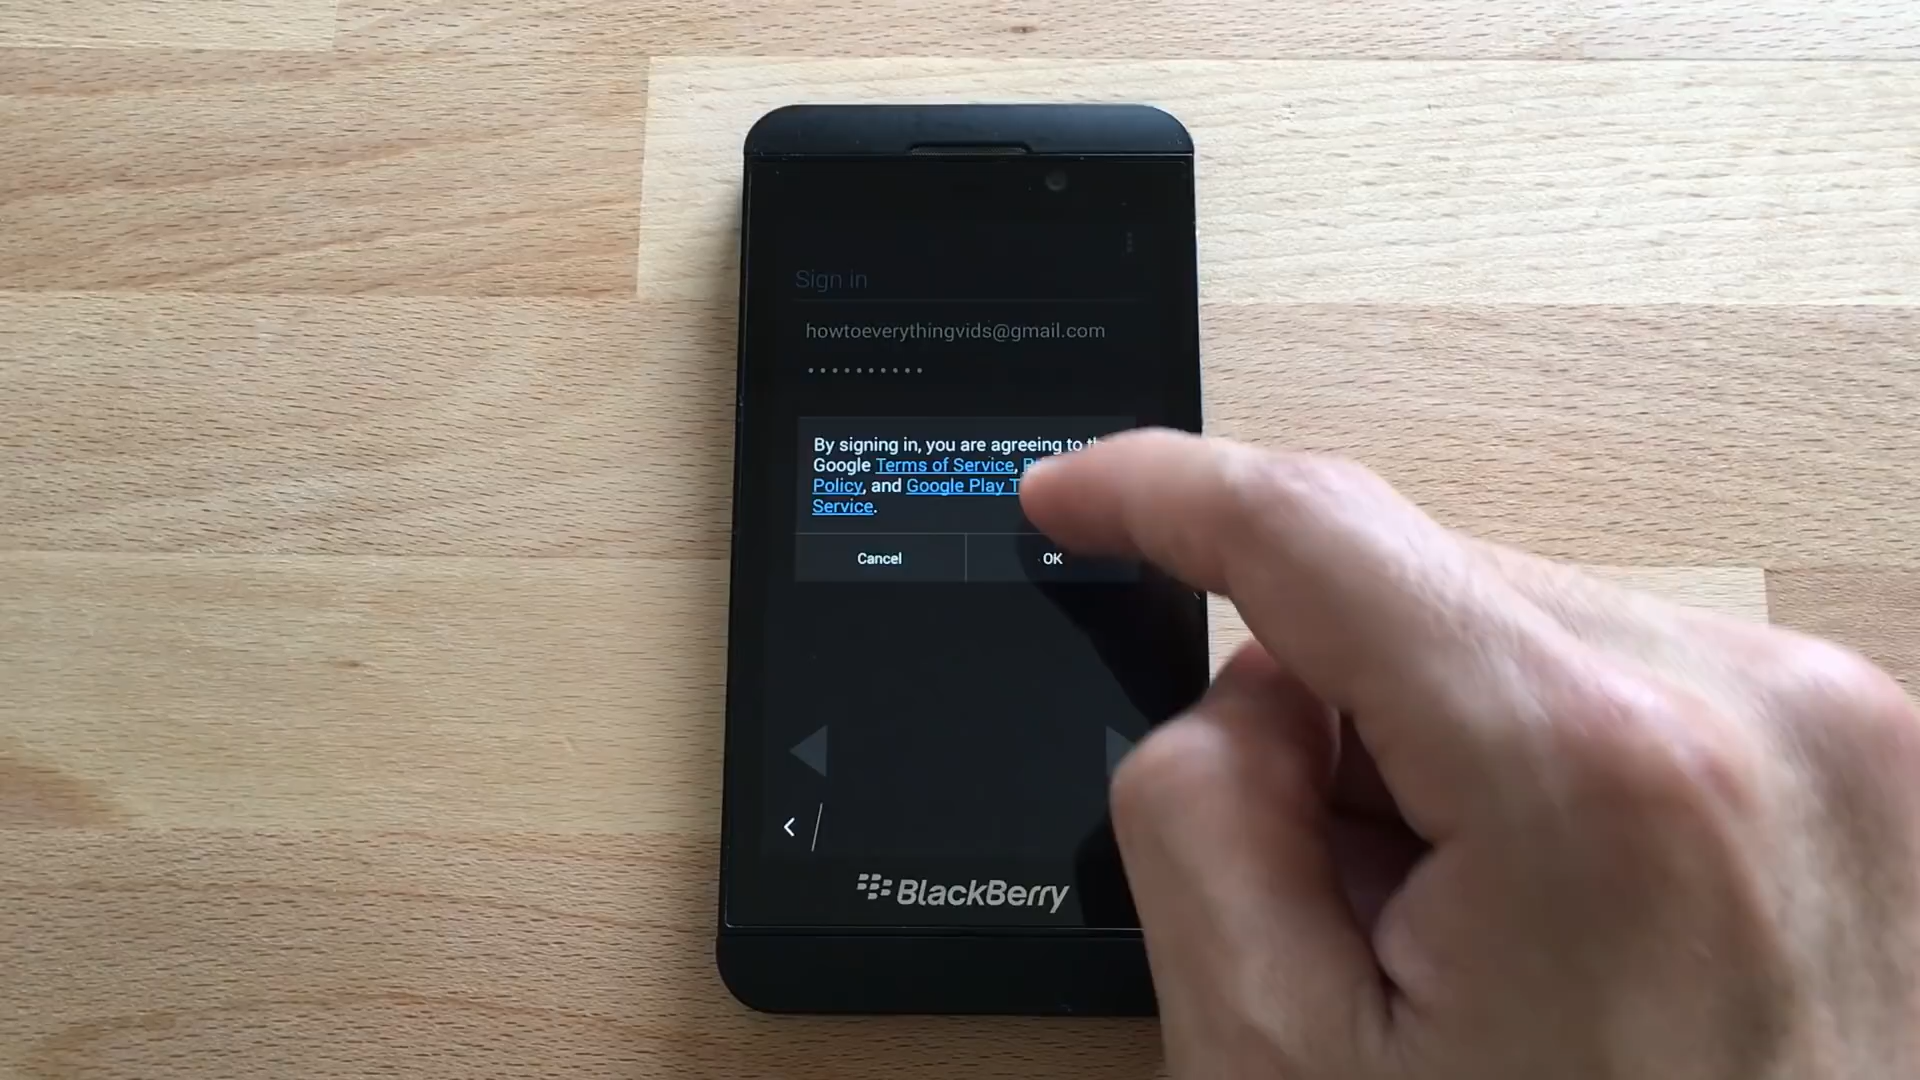 Sign in
howtoeverythingvids@gmail.com
By signing in, you are agreeing to
Google Terms of Service,
Policy, and Google Play
Service.
Cancel OK
BlackBerry